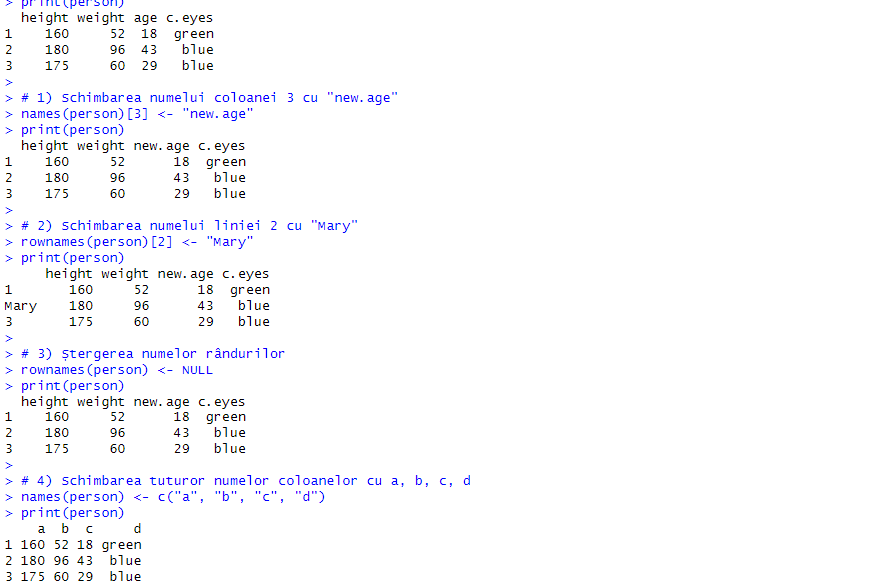 > print(person)
  height weight age c.eyes
1    160     52  18  green
2    180     96  43   blue
3    175     60  29   blue
>
> # 1) Schimbarea numelui coloanei 3 cu "new.age"
> names(person)[3] <- "new.age"
> print(person)
  height weight new.age c.eyes
1    160     52      18  green
2    180     96      43   blue
3    175     60      29   blue
>
> # 2) Schimbarea numelui liniei 2 cu "Mary"
> rownames(person)[2] <- "Mary"
> print(person)
     height weight new.age c.eyes
1       160     52      18  green
Mary    180     96      43   blue
3       175     60      29   blue
>
> # 3) Ștergerea numelor rândurilor
> rownames(person) <- NULL
> print(person)
  height weight new.age c.eyes
1    160     52      18  green
2    180     96      43   blue
3    175     60      29   blue
>
> # 4) Schimbarea tuturor numelor coloanelor cu a, b, c, d
> names(person) <- c("a", "b", "c", "d")
> print(person)
    a  b  c     d
1 160 52 18 green
2 180 96 43  blue
3 175 60 29  blue